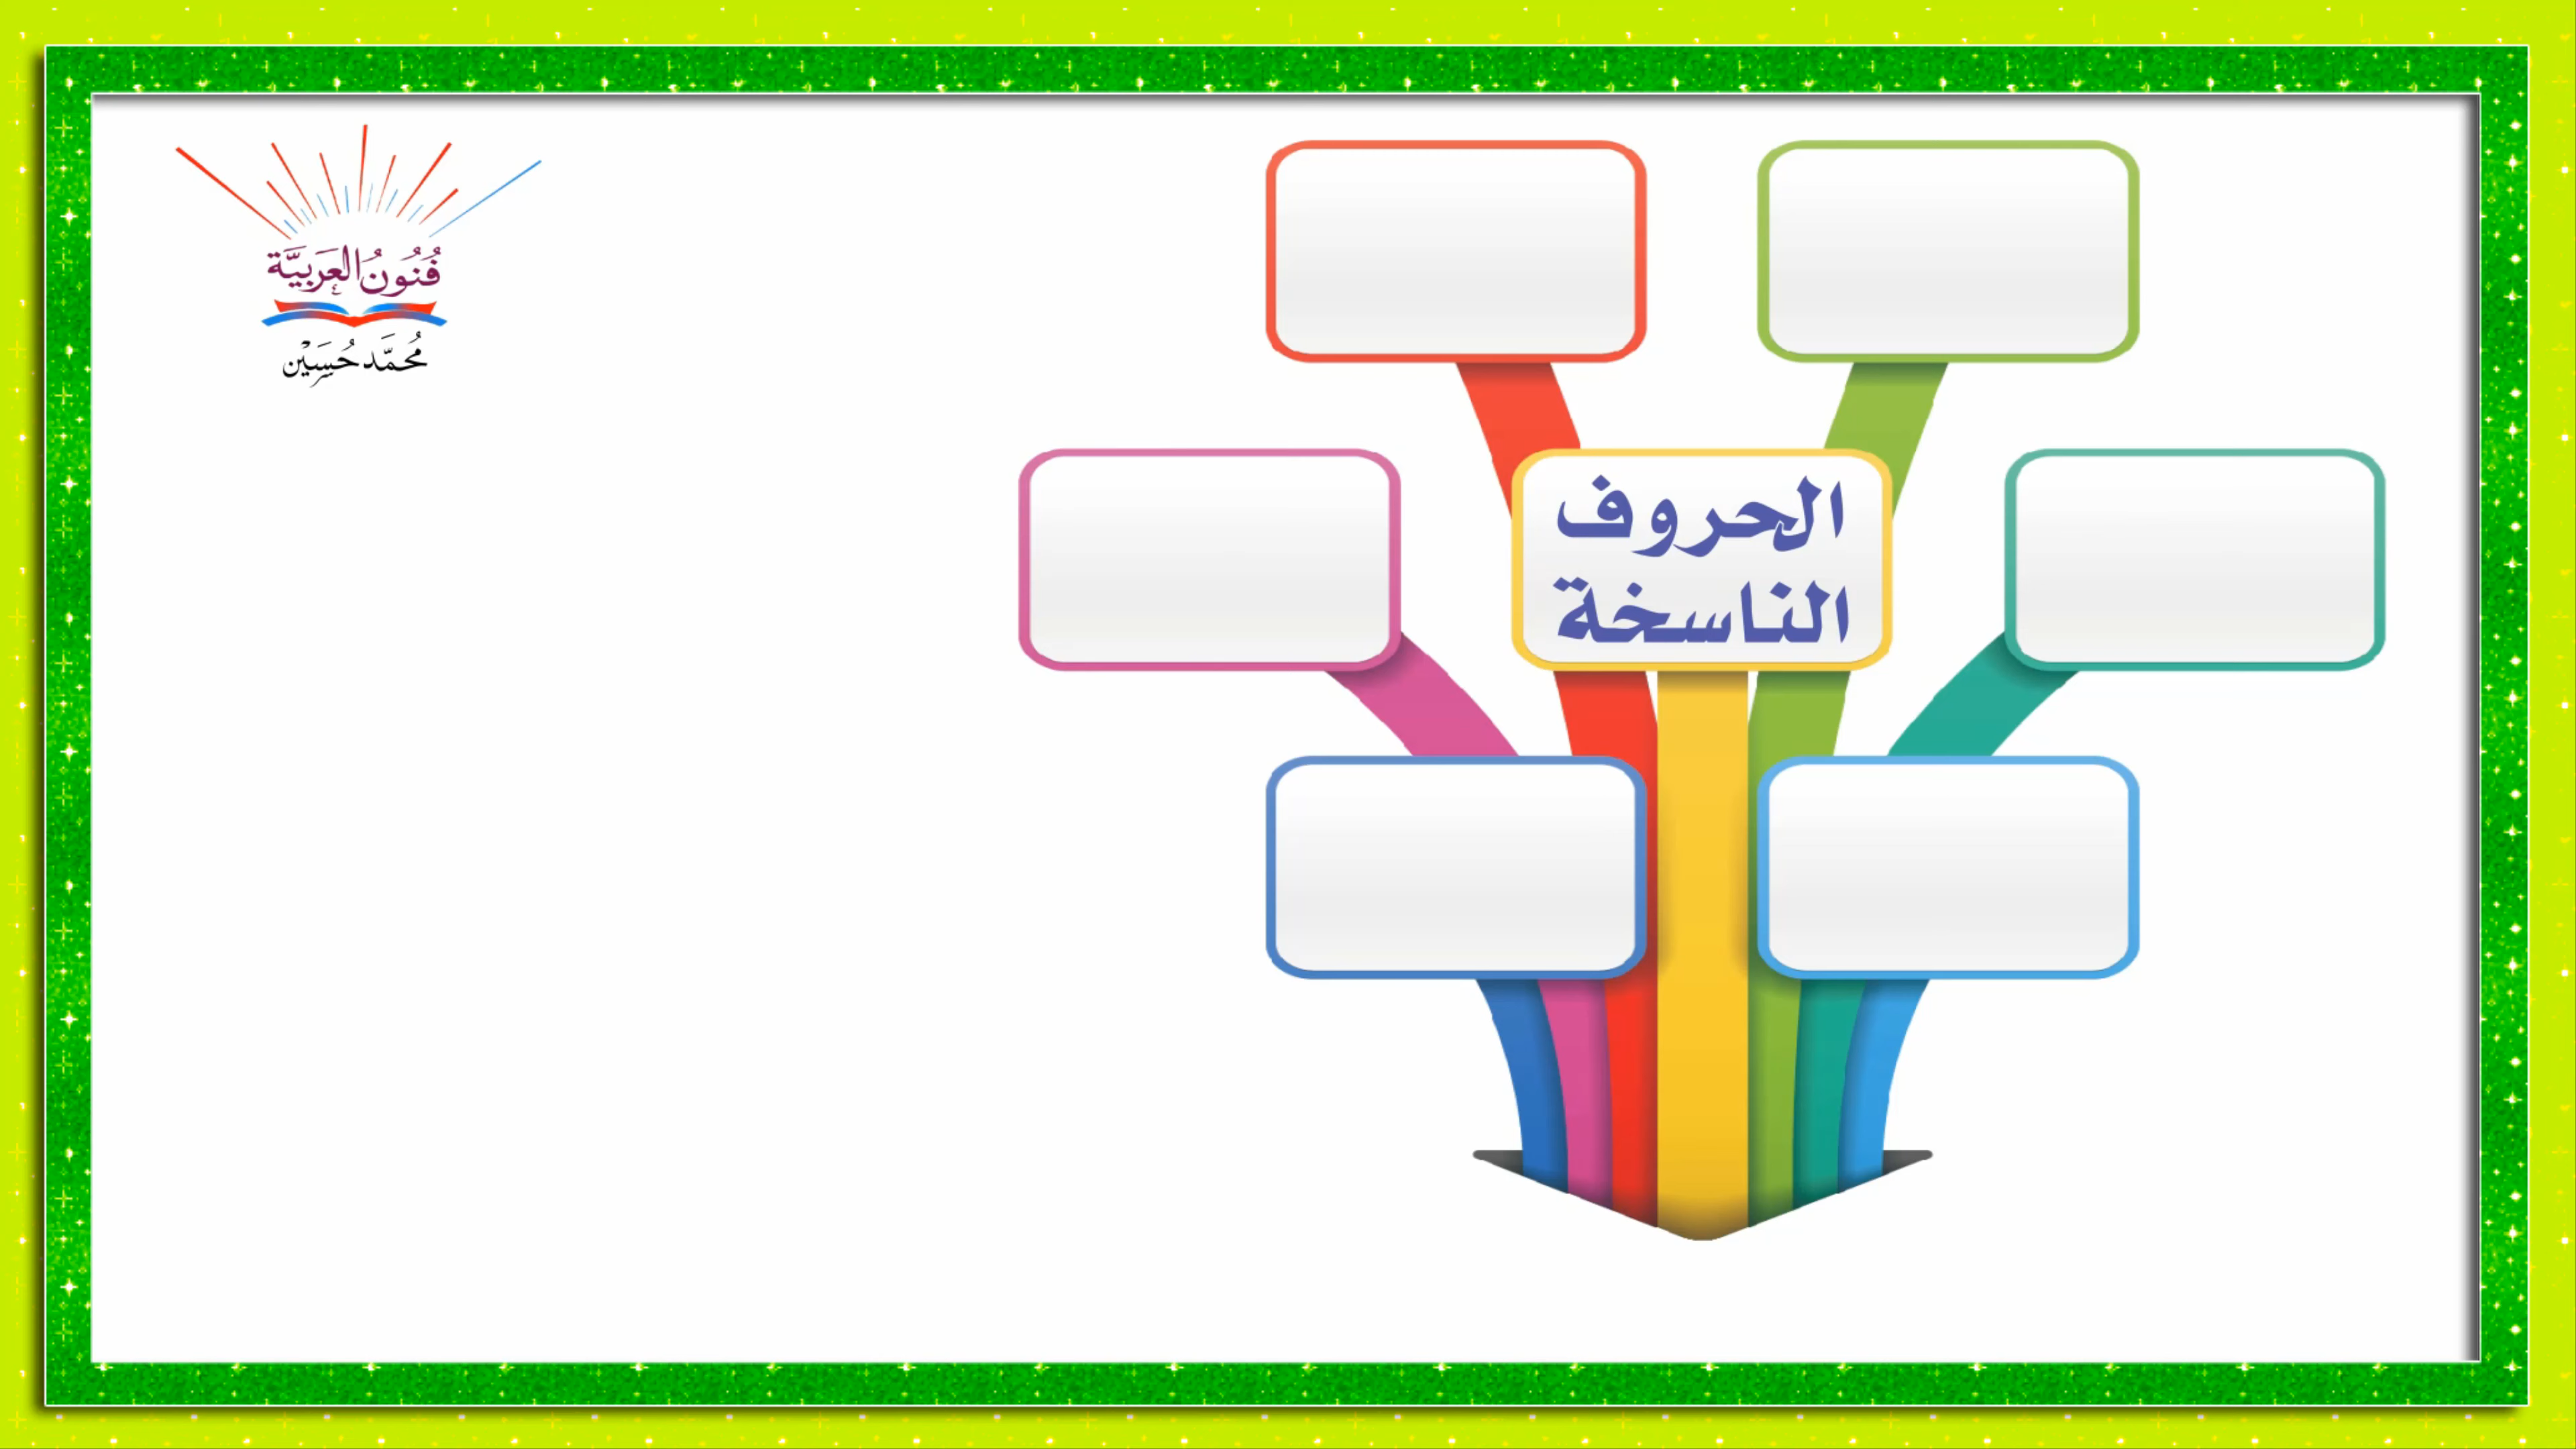 فُنُونُ العَرَبِيَّة
مُحَمَّد حُسَيْن
الحروف
الناسخة